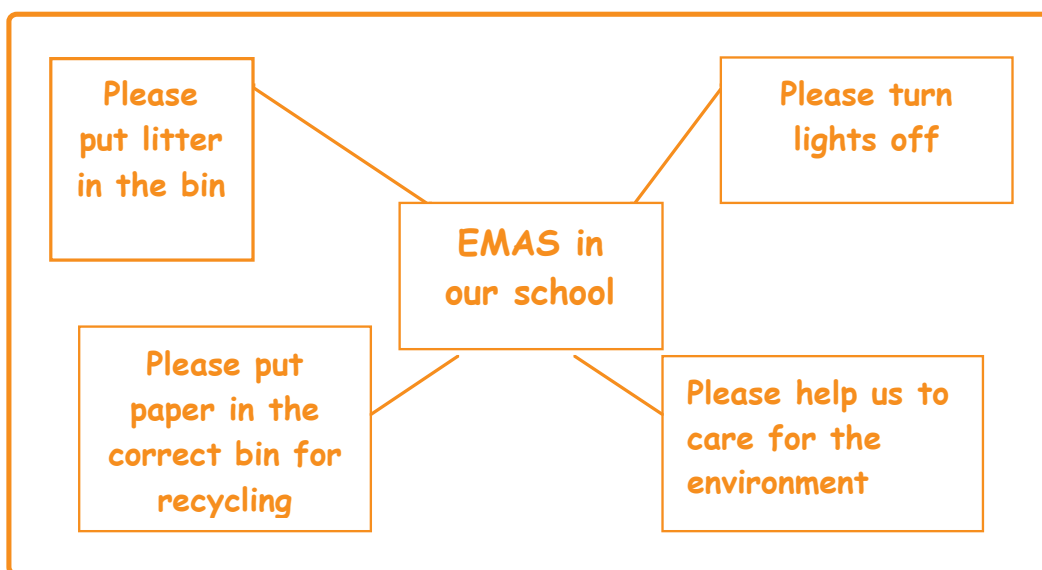 Please
put litter
in the bin
Please turn
lights off
EMAS in
our school
Please put
paper in the
correct bin for
recycling
Please help us to
care for the
environment